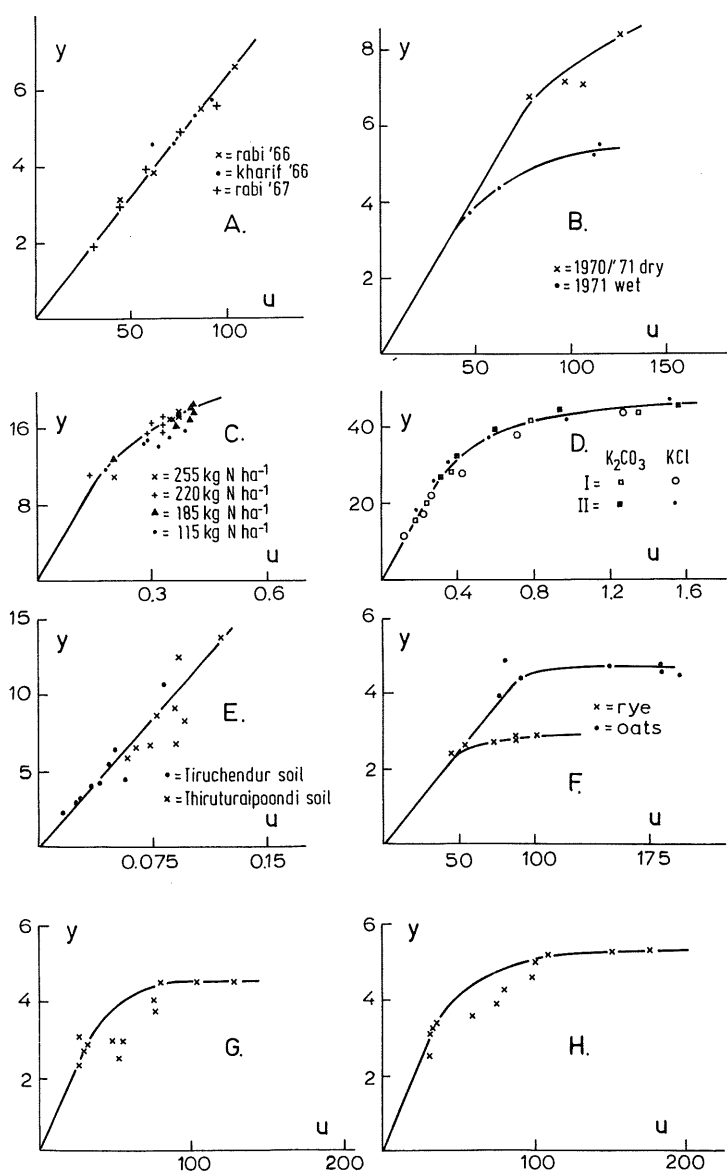 y
6
4
2
× = rabi '66
• = kharif '66
+ = rabi '67
A.
u
50
100
y
8
6
4
2
B.
× = 1970/'71 dry
• = 1971 wet
u
50
100
150
y
16
8
C.
× = 255 kg N ha⁻¹
+ = 220 kg N ha⁻¹
▲ = 185 kg N ha⁻¹
• = 115 kg N ha⁻¹
u
0.3
0.6
y
40
20
D.
K₂CO₃ KCl
I = □ ○
II = ■ •
u
0.4
0.8
1.2
1.6
15
y
10
5
E.
• = Tiruchendur soil
× = Thiruturaipoondi soil
u
0.075
0.15
6
y
4
2
× = rye
• = oats
F.
u
50
100
175
6
y
4
2
G.
u
100
200
6
y
4
2
H.
u
100
200